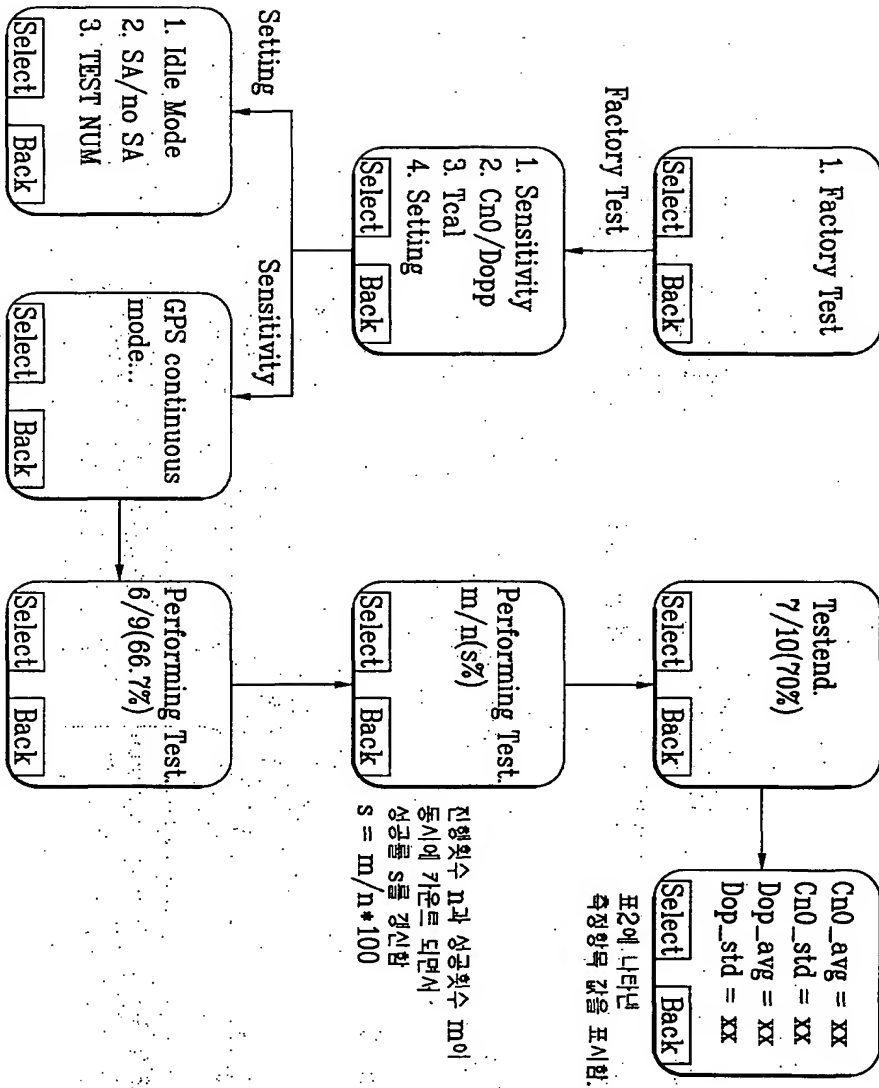 1. Factory Test
Select
Back
Factory Test
1. Sensitivity
2. Cn0/Dopp
3. Tcal
4. Setting
Select
Back
Setting
1. Idle Mode
2. SA/no SA
3. TEST NUM
Select
Back
Sensitivity
GPS continuous
mode...
Select
Back
Performing Test.
6/9(66.7%)
Select
Back
Performing Test.
m/n(s%)
Select
Back
진행횟수 n과 성공횟수 m이
동시에 카운트 되면서,
성공률 s를 갱신함
s = m/n*100
Testend.
7/10(70%)
Select
Back
Cn0_avg = xx
Cn0_std = xx
Dop_avg = xx
Dop_std = xx
Select
Back
표2에 나타낸
측정항목 값을 표시함.